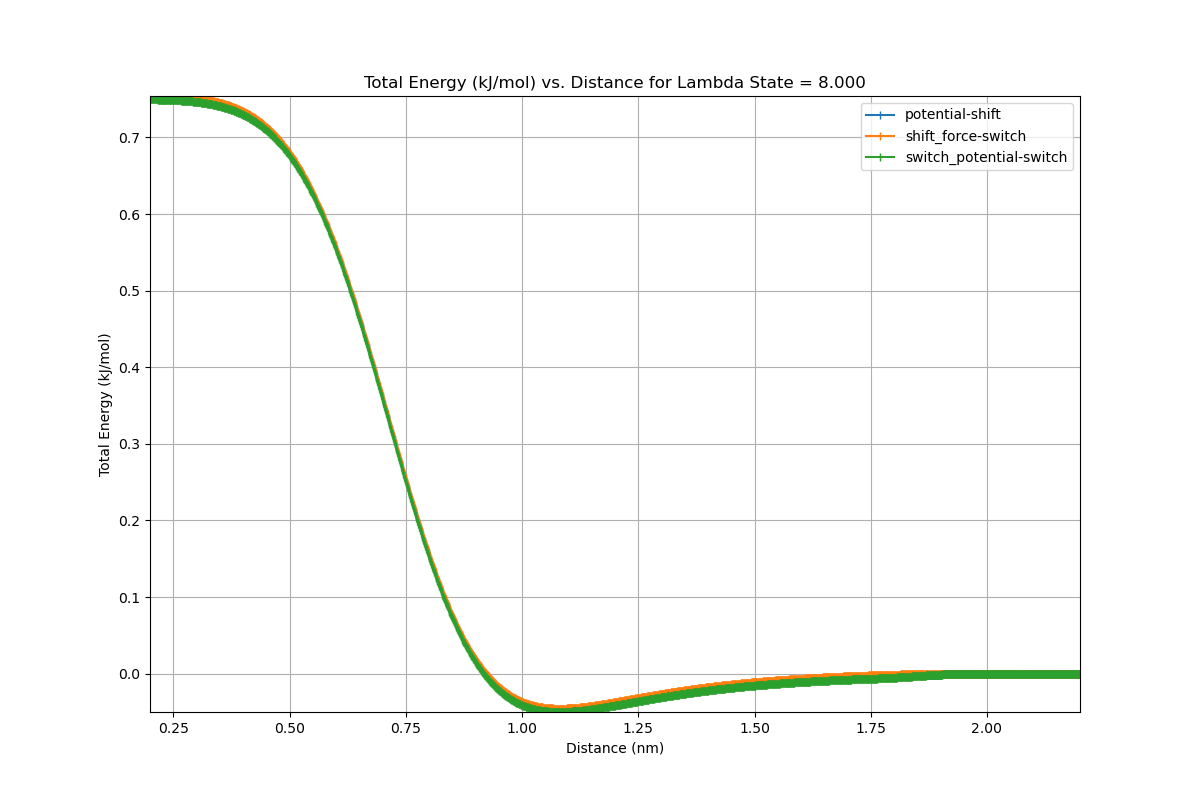 Total Energy (kJ/mol) vs. Distance for Lambda State = 8.000
potential-shift
shift_force-switch
switch_potential-switch
Total Energy (kJ/mol)
0.7
0.6
0.5
0.4
0.3
0.2
0.1
0.0
0.25 0.50 0.75 1.00 1.25 1.50 1.75 2.00
Distance (nm)